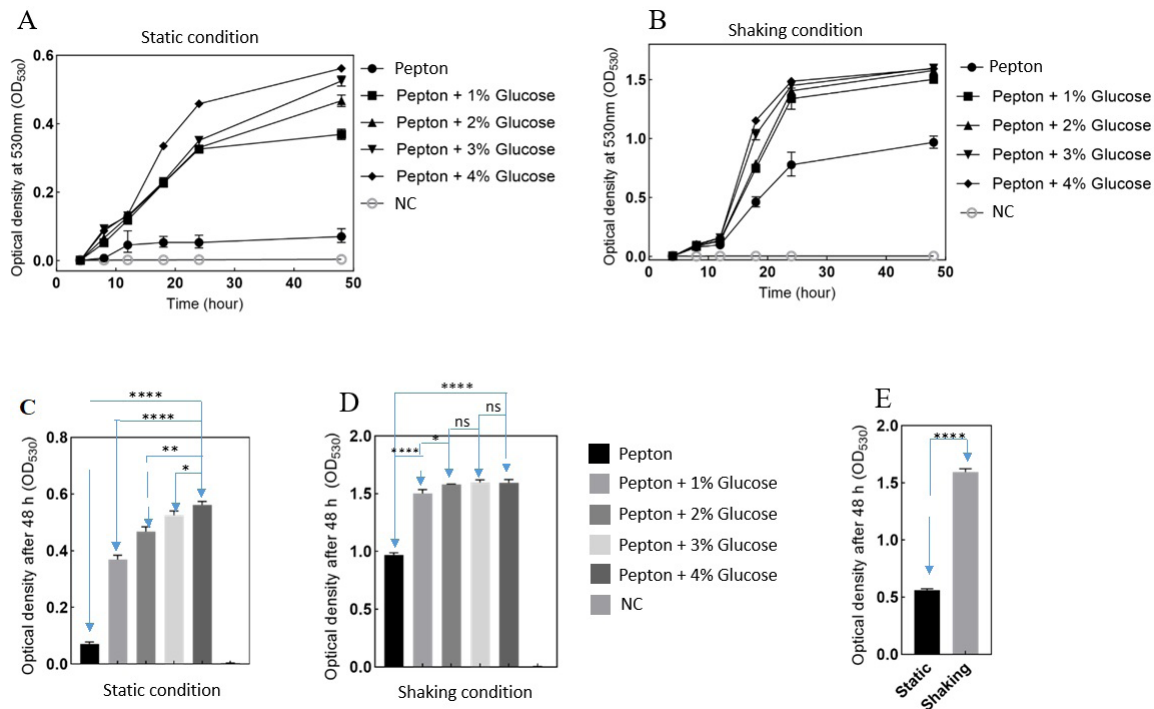 A
Static condition
Optical density at 530nm (OD530)
0.6
0.4
0.2
0.0
0
10
20
30
40
50
Time (hour)
Pepton
Pepton + 1% Glucose
Pepton + 2% Glucose
Pepton + 3% Glucose
Pepton + 4% Glucose
NC
B
Shaking condition
Optical density at 530nm (OD530)
1.5
1.0
0.5
0.0
0
10
20
30
40
50
Time (hour)
Pepton
Pepton + 1% Glucose
Pepton + 2% Glucose
Pepton + 3% Glucose
Pepton + 4% Glucose
NC
C
Optical density after 48 h (OD530)
0.8
0.6
0.4
0.2
0.0
****
****
**
*
Static condition
D
Optical density after 48 h (OD530)
2.0
1.5
1.0
0.5
0.0
****
ns
ns
*
****
Shaking condition
Pepton
Pepton + 1% Glucose
Pepton + 2% Glucose
Pepton + 3% Glucose
Pepton + 4% Glucose
NC
E
Optical density after 48 h (OD530)
2.0
1.5
1.0
0.5
0.0
****
Static
Shaking